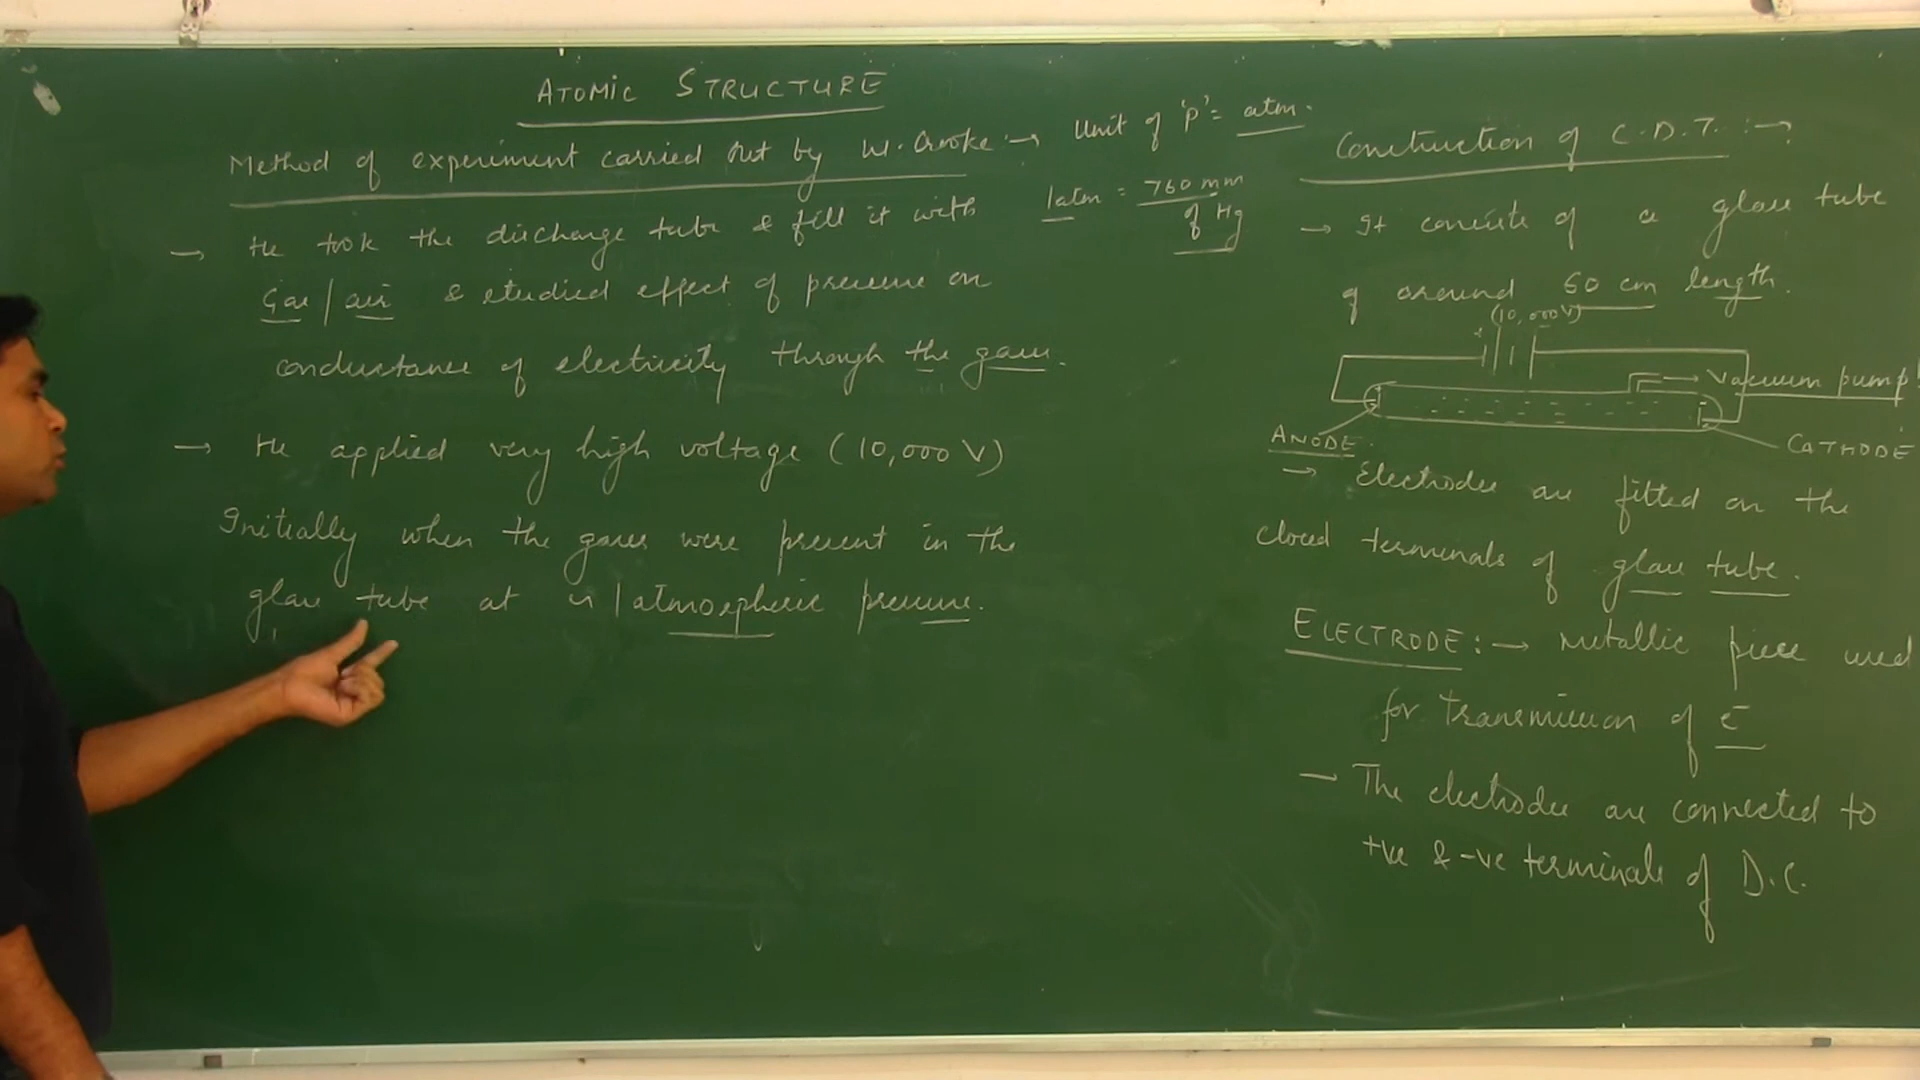 ATOMIC STRUCTURE
Method of experiment carried out by W. Crooke :→
→ He took the discharge tube & fill it with
Gas / air & studied effect of pressure on
conductance of electricity through the gases.
→ He applied very high voltage (10,000 V)
Initially when the gases were present in the
glass tube at 1 atmospheric pressure.
Unit of 'P' = atm.
1atm = 760 mm
of Hg
Construction of C.D.T. :→
→ It consists of a glass tube
of around 60 cm length.
(10,000V)
+
→ Vacuum pump
ANODE.
CATHODE
→ Electrodes are fitted on the
closed terminals of glass tube.
ELECTRODE :→ Metallic piece used
for transmission of e⁻
— The electrodes are connected to
+ve & -ve terminals of D.C.